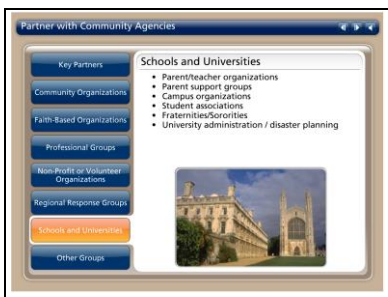 Partner with Community Agencies
Key Partners
Community Organizations
Faith-Based Organizations
Professional Groups
Non-Profit or Volunteer
Organizations
Regional Response Groups
Schools and Universities
Other Groups
Schools and Universities
• Parent/teacher organizations
• Parent support groups
• Campus organizations
• Student associations
• Fraternities/Sororities
• University administration / disaster planning